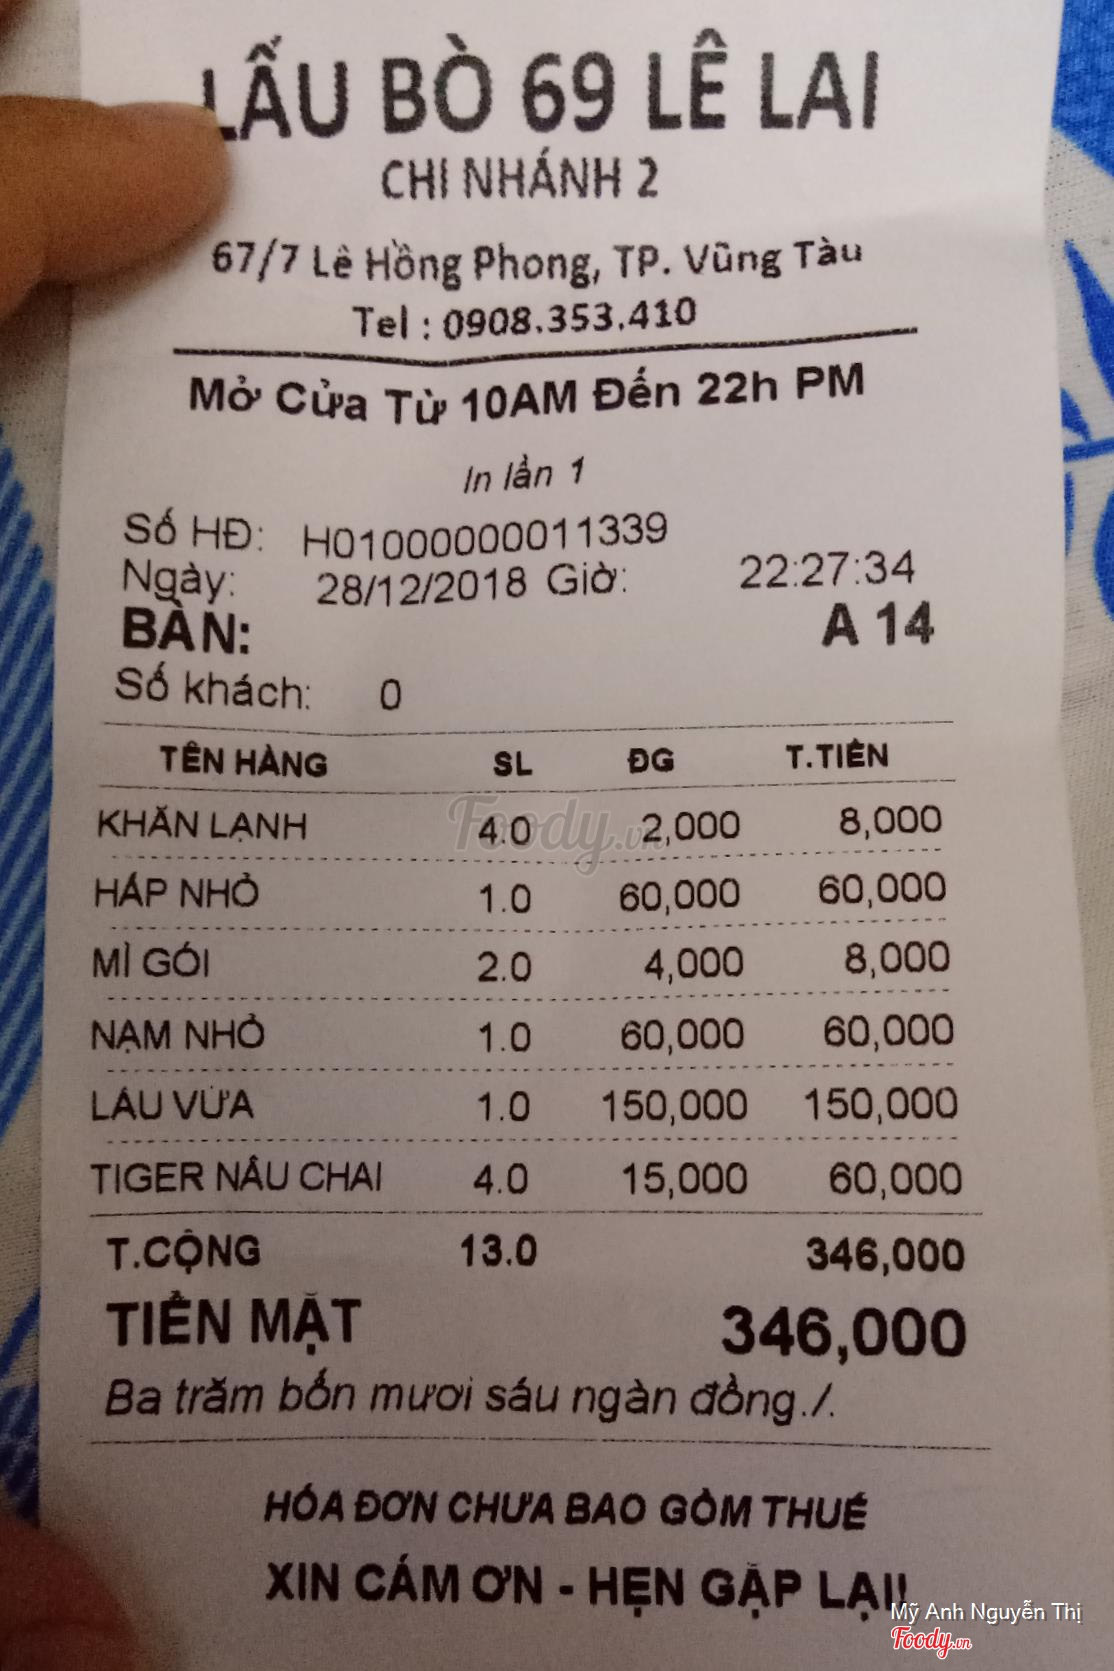 LẨU BÒ 69 LÊ LAI
CHI NHÁNH 2
67/7 Lê Hồng Phong, TP. Vũng Tàu
Tel : 0908.353.410
Mở Cửa Từ 10AM Đến 22h PM
In lần 1
Số HĐ: H01000000011339
Ngày: 28/12/2018 Giờ: 22:27:34
BÀN: A 14
Số khách: 0
TÊN HÀNG SL ĐG T.TIỀN
KHĂN LẠNH 4.0 2,000 8,000
HẤP NHỎ 1.0 60,000 60,000
MÌ GÓI 2.0 4,000 8,000
NẠM NHỎ 1.0 60,000 60,000
LẨU VỪA 1.0 150,000 150,000
TIGER NÂU CHAI 4.0 15,000 60,000
T.CỘNG 13.0 346,000
TIỀN MẶT 346,000
Ba trăm bốn mươi sáu ngàn đồng./.
HÓA ĐƠN CHƯA BAO GỒM THUẾ
XIN CÁM ƠN - HẸN GẶP LẠI!
Foody.vn
Mỹ Anh Nguyễn Thị
Foody.vn